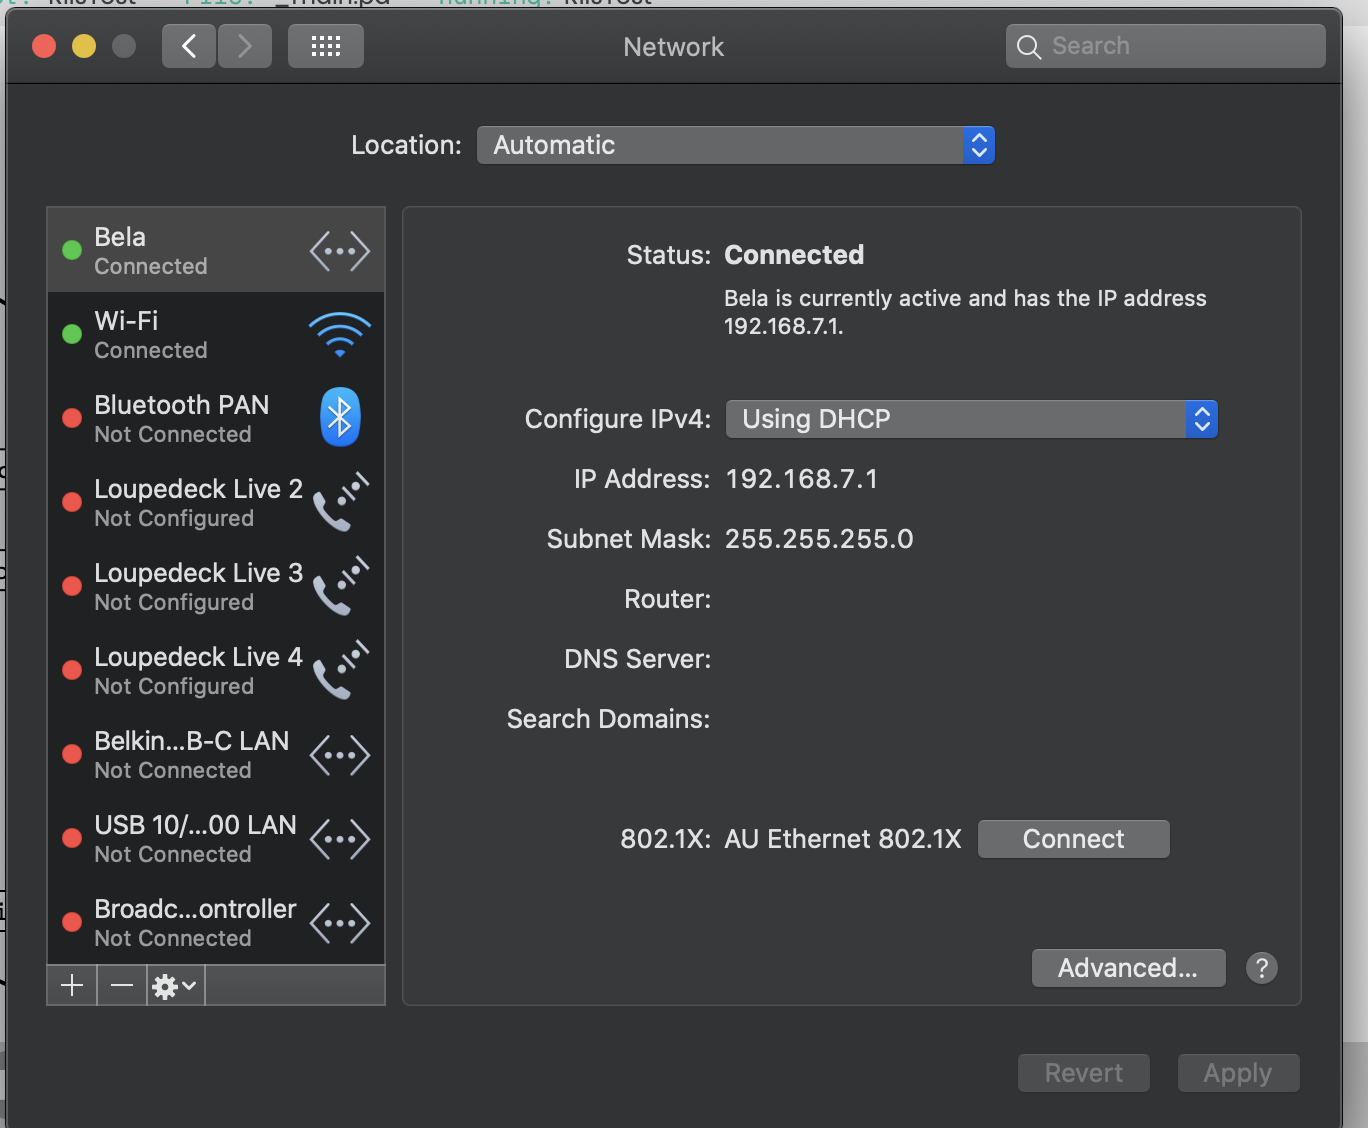 _main.pd
Network
Search
Location: Automatic
Bela
Connected
Wi-Fi
Connected
Bluetooth PAN
Not Connected
Loupedeck Live 2
Not Configured
Loupedeck Live 3
Not Configured
Loupedeck Live 4
Not Configured
Belkin...B-C LAN
Not Connected
USB 10/...00 LAN
Not Connected
Broadc...ontroller
Not Connected
Status: Connected
Bela is currently active and has the IP address
192.168.7.1.
Configure IPv4: Using DHCP
IP Address: 192.168.7.1
Subnet Mask: 255.255.255.0
Router:
DNS Server:
Search Domains:
802.1X: AU Ethernet 802.1X Connect
Advanced... ?
Revert Apply